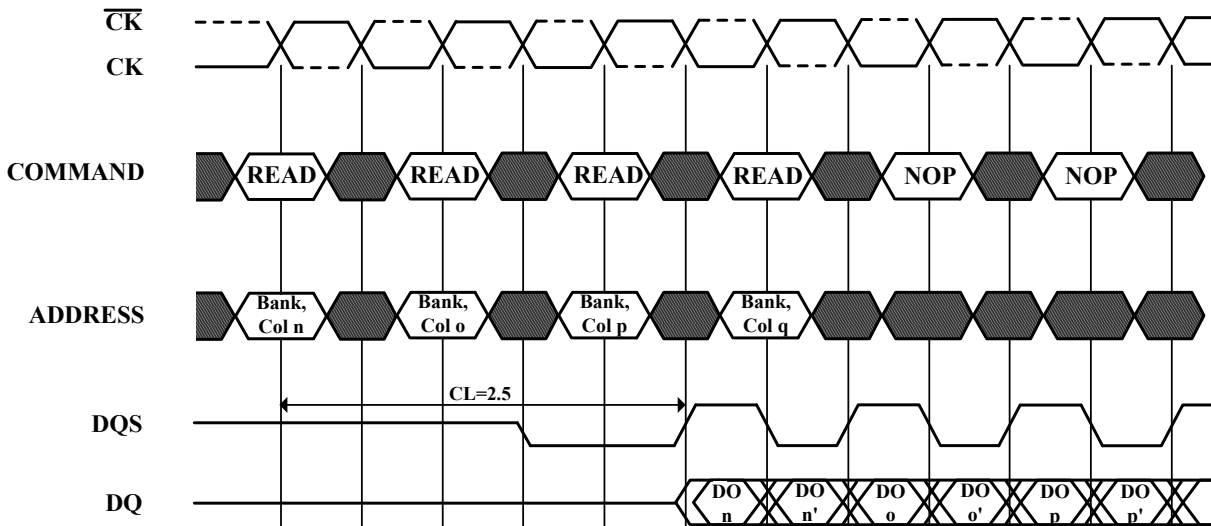 CK
CK
COMMAND READ READ READ READ NOP NOP
ADDRESS Bank, Col n Bank, Col o Bank, Col p Bank, Col q
CL=2.5
DQS
DQ DO n DO n' DO o DO o' DO p DO p'